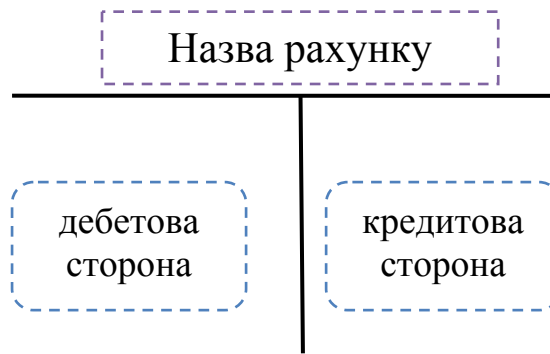 Назва рахунку
дебетова
сторона
кредитова
сторона